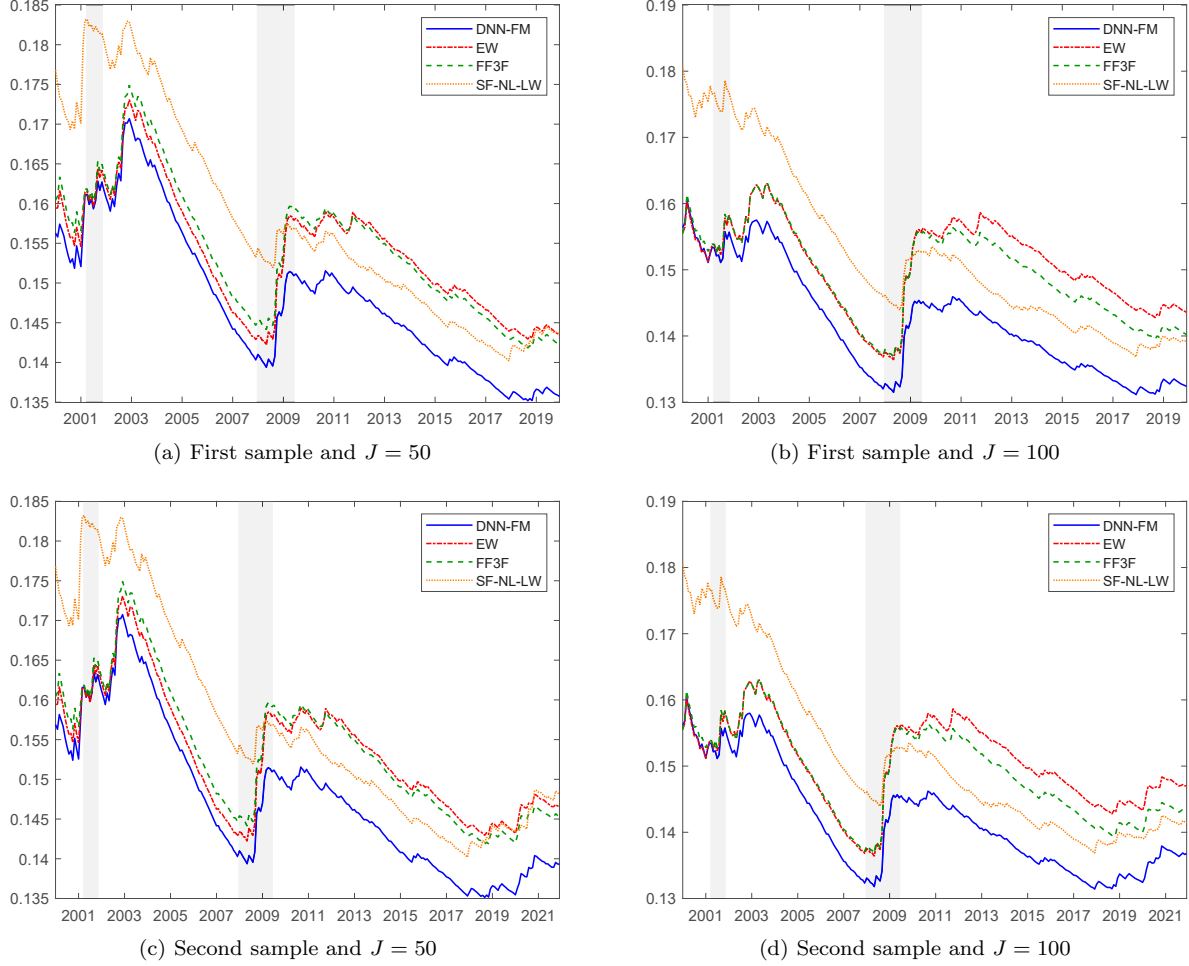 0.185
0.18
0.175
0.17
0.165
0.16
0.155
0.15
0.145
0.14
0.135
2001 2003 2005 2007 2009 2011 2013 2015 2017 2019
DNN-FM
EW
FF3F
SF-NL-LW
(a) First sample and J = 50
0.19
0.18
0.17
0.16
0.15
0.14
0.13
2001 2003 2005 2007 2009 2011 2013 2015 2017 2019
DNN-FM
EW
FF3F
SF-NL-LW
(b) First sample and J = 100
0.185
0.18
0.175
0.17
0.165
0.16
0.155
0.15
0.145
0.14
0.135
2001 2003 2005 2007 2009 2011 2013 2015 2017 2019 2021
DNN-FM
EW
FF3F
SF-NL-LW
(c) Second sample and J = 50
0.19
0.18
0.17
0.16
0.15
0.14
0.13
2001 2003 2005 2007 2009 2011 2013 2015 2017 2019 2021
DNN-FM
EW
FF3F
SF-NL-LW
(d) Second sample and J = 100